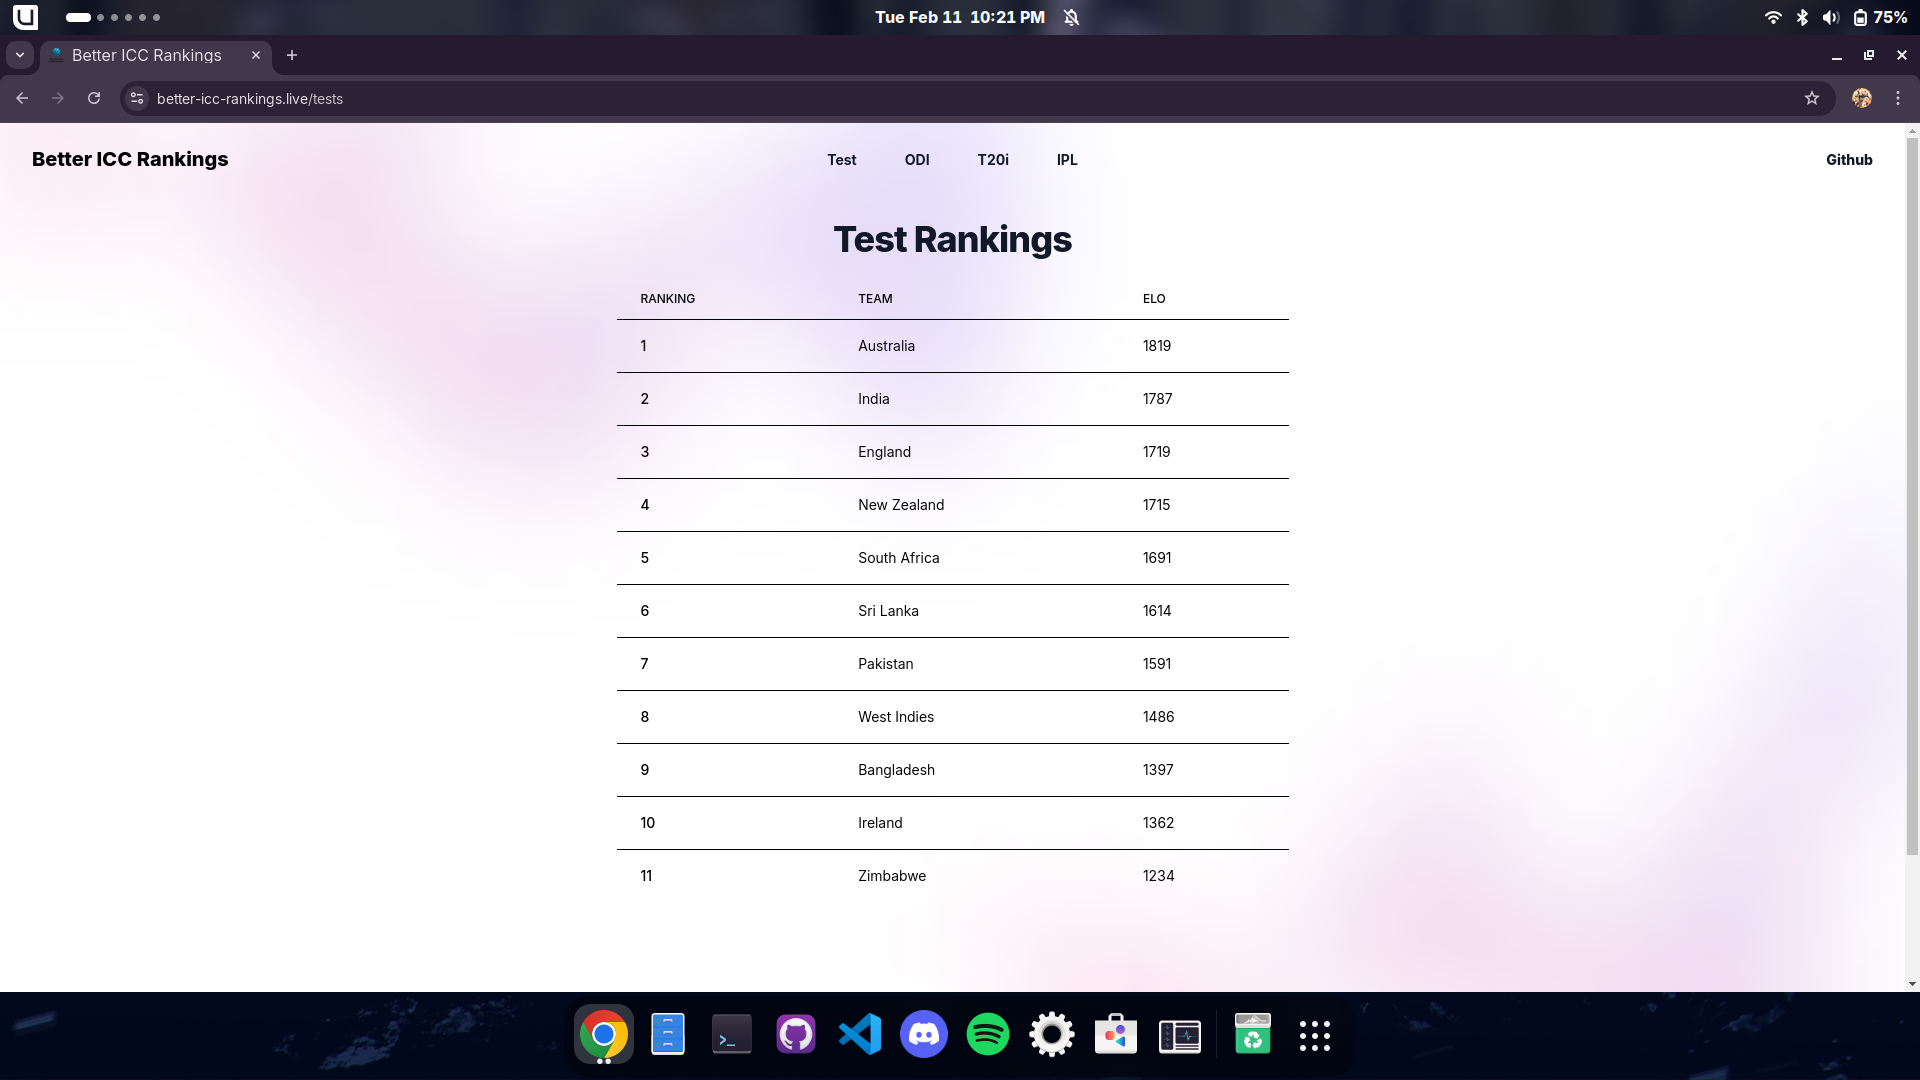 Tue Feb 11 10:21 PM
75%
Better ICC Rankings
better-icc-rankings.live/tests
Better ICC Rankings
Test ODI T20i IPL
Github
Test Rankings
RANKING TEAM ELO
1 Australia 1819
2 India 1787
3 England 1719
4 New Zealand 1715
5 South Africa 1691
6 Sri Lanka 1614
7 Pakistan 1591
8 West Indies 1486
9 Bangladesh 1397
10 Ireland 1362
11 Zimbabwe 1234